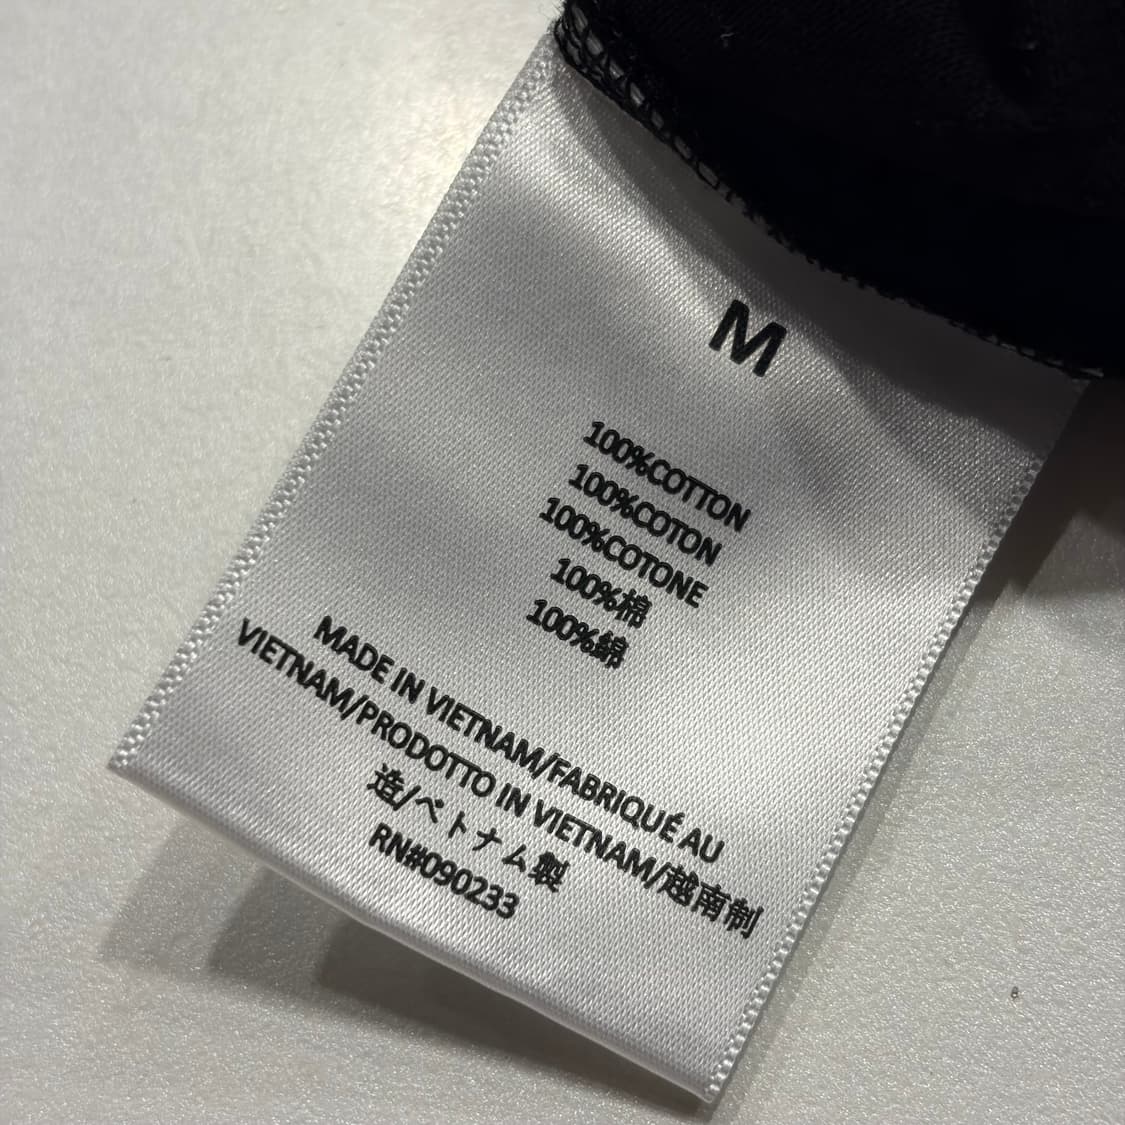 M
100%COTTON
100%COTON
100%COTONE
100%棉
100%綿
MADE IN VIETNAM/FABRIQUÉ AU
VIETNAM/PRODOTTO IN VIETNAM/越南制
造/ベトナム製
RN#090233